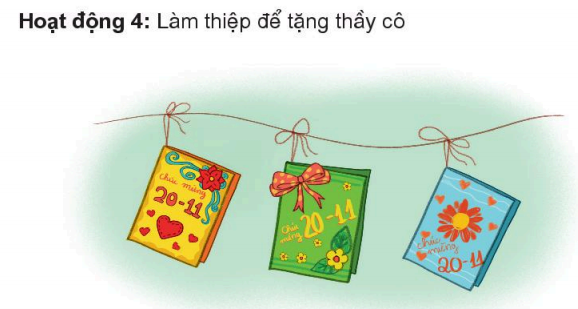 Hoạt động 4: Làm thiệp để tặng thầy cô
Chúc mừng
20-11
Chúc
mừng
20-11
Chúc
mừng
20-11